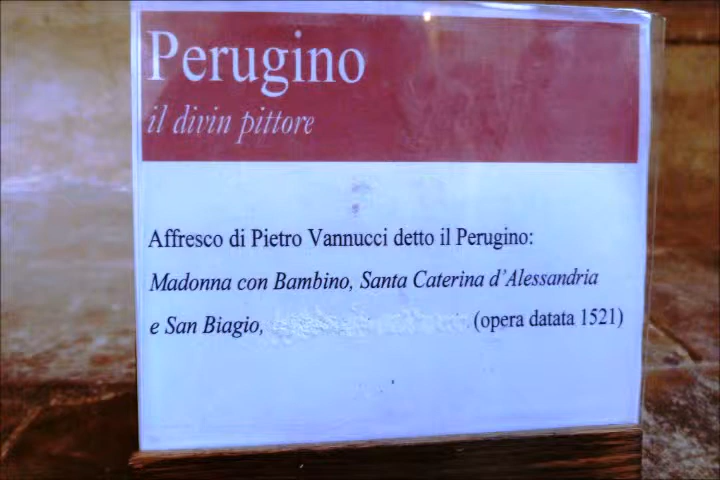 Perugino
il divin pittore
Affresco di Pietro Vannucci detto il Perugino:
Madonna con Bambino, Santa Caterina d'Alessandria
e San Biagio, (opera datata 1521)